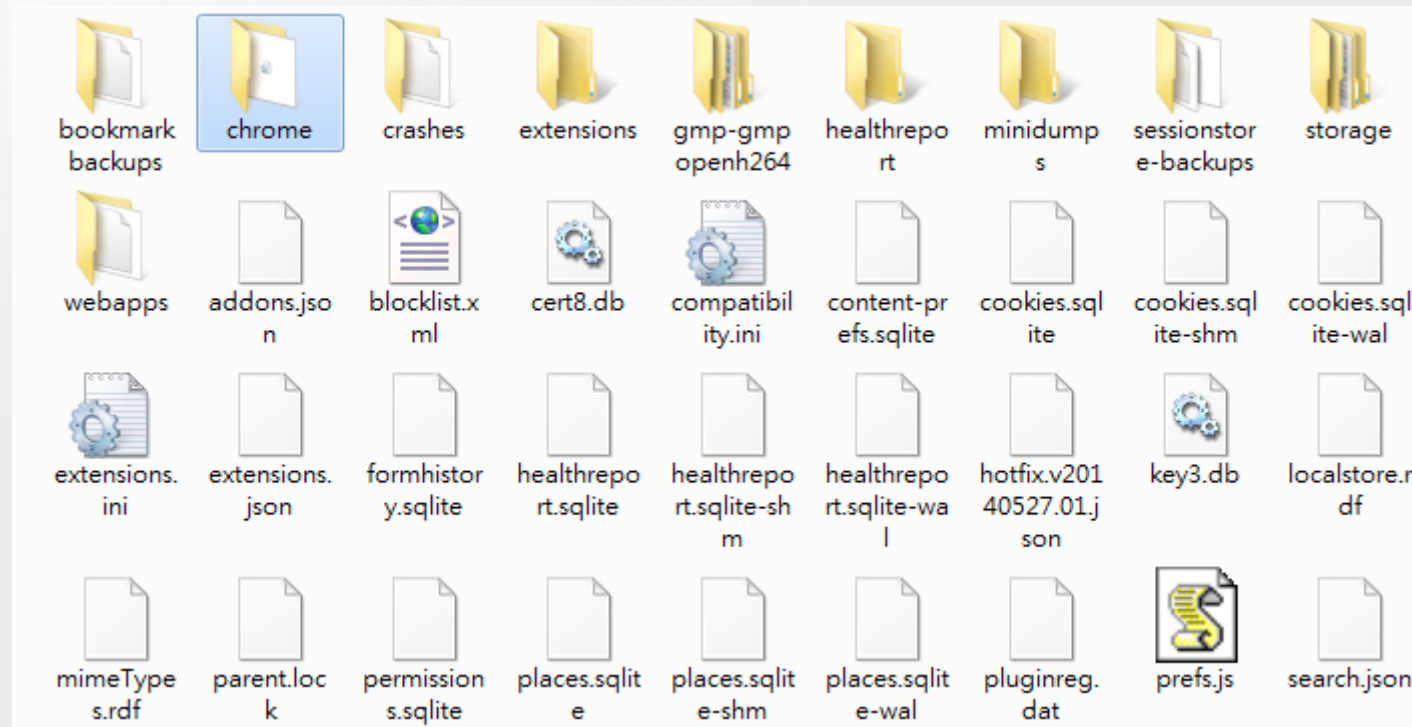 bookmark
backups
chrome
crashes
extensions
gmp-gmp
openh264
healthrepo
rt
minidump
s
sessionstor
e-backups
storage
webapps
addons.jso
n
blocklist.x
ml
cert8.db
compatibil
ity.ini
content-pr
efs.sqlite
cookies.sql
ite
cookies.sql
ite-shm
cookies.sql
ite-wal
extensions.
ini
extensions.
json
formhistor
y.sqlite
healthrepo
rt.sqlite
healthrepo
rt.sqlite-sh
m
healthrepo
rt.sqlite-wa
l
hotfix.v201
40527.01.j
son
key3.db
localstore.r
df
mimeType
s.rdf
parent.loc
k
permission
s.sqlite
places.sqlit
e
places.sqlit
e-shm
places.sqlit
e-wal
pluginreg.
dat
prefs.js
search.json